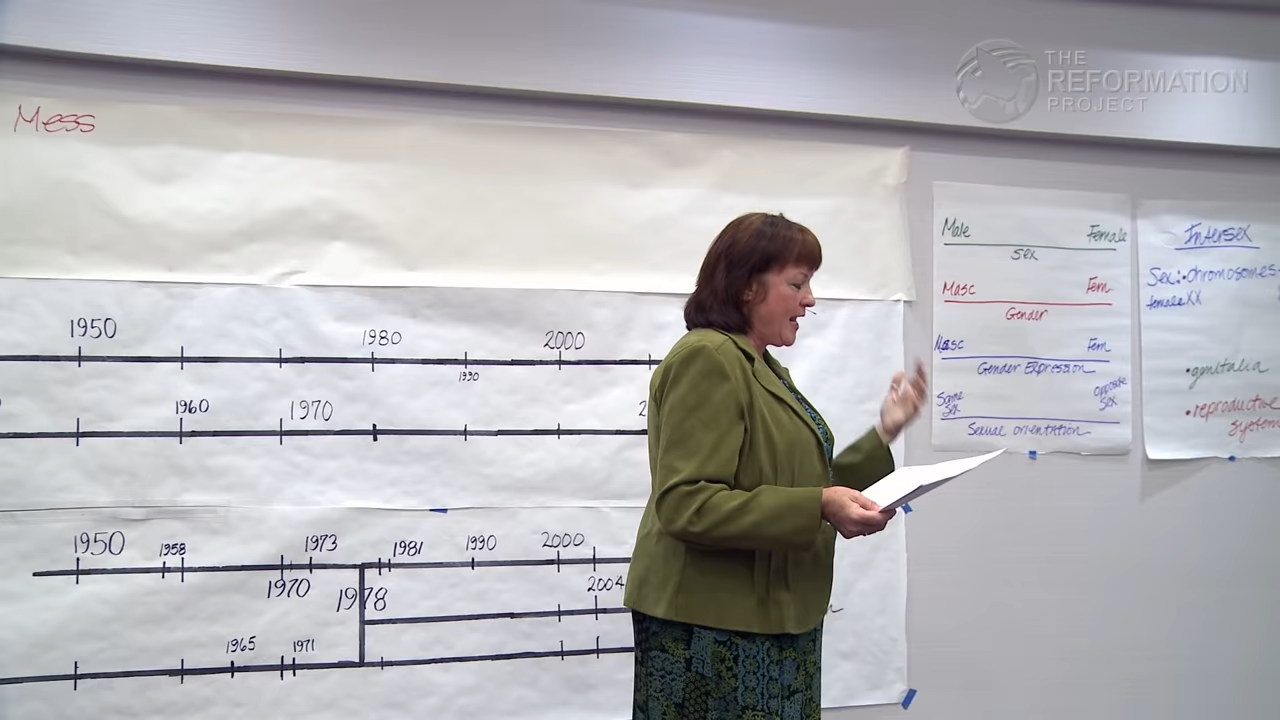 THE
REFORMATION
PROJECT
Mess
1950 1980 2000
1990
1960 1970
1950 1958 1973 1981 1990 2000
1970 1978 2004
1965 1971
Male Female
Sex
Masc Fem
Gender
Masc Fem
Gender Expression
Same Sex opposite Sex
Sexual orientation
Intersex
Sex: •chromosomes
female XX
•genitalia
•reproductive
system